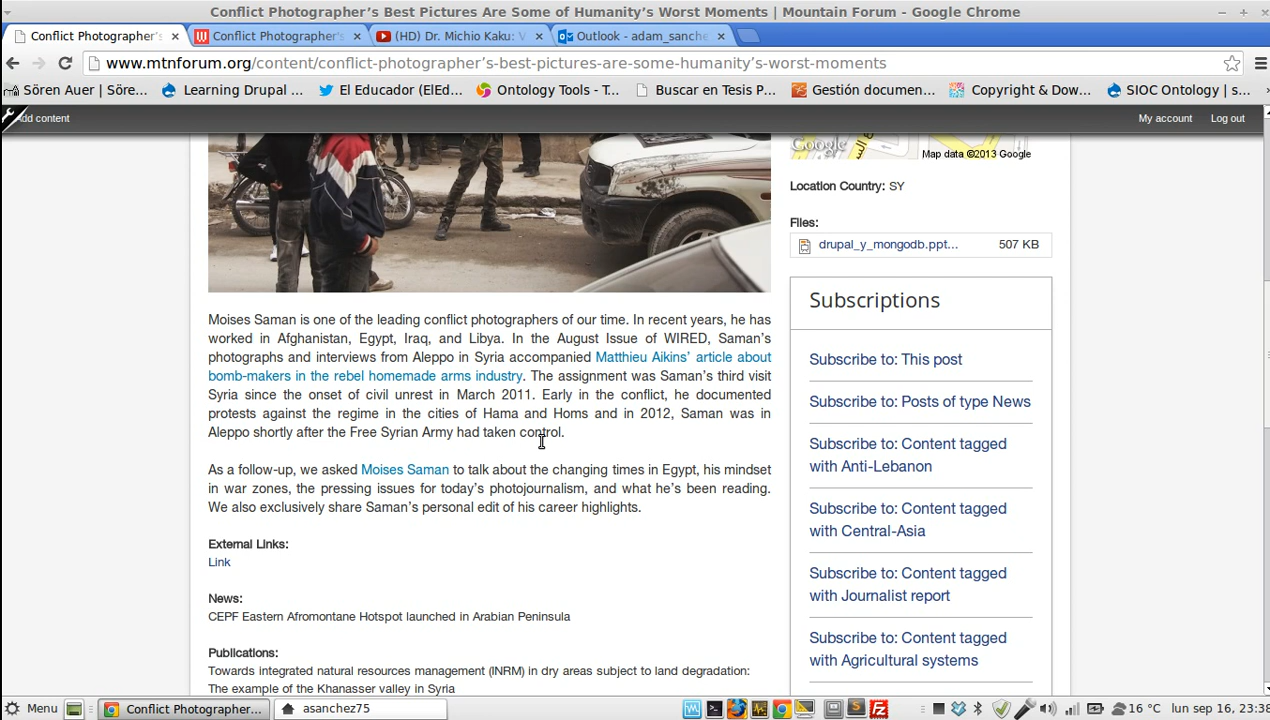 Conflict Photographer's Best Pictures Are Some of Humanity's Worst Moments | Mountain Forum - Google Chrome
Conflict Photographer's
Conflict Photographer's
(HD) Dr. Michio Kaku: V
Outlook - adam_sanche
www.mtnforum.org/content/conflict-photographer's-best-pictures-are-some-humanity's-worst-moments
Sören Auer | Söre...
Learning Drupal ...
El Educador (ElEd...
Ontology Tools - T...
Buscar en Tesis P...
Gestión documen...
Copyright & Dow...
SIOC Ontology | s...
Add content
My account
Log out
Google
Map data ©2013 Google
Location Country: SY
Files:
drupal_y_mongodb.ppt...
507 KB
Moises Saman is one of the leading conflict photographers of our time. In recent years, he has
worked in Afghanistan, Egypt, Iraq, and Libya. In the August Issue of WIRED, Saman's
photographs and interviews from Aleppo in Syria accompanied Matthieu Aikins' article about
bomb-makers in the rebel homemade arms industry. The assignment was Saman's third visit
Syria since the onset of civil unrest in March 2011. Early in the conflict, he documented
protests against the regime in the cities of Hama and Homs and in 2012, Saman was in
Aleppo shortly after the Free Syrian Army had taken control.
As a follow-up, we asked Moises Saman to talk about the changing times in Egypt, his mindset
in war zones, the pressing issues for today's photojournalism, and what he's been reading.
We also exclusively share Saman's personal edit of his career highlights.
External Links:
Link
News:
CEPF Eastern Afromontane Hotspot launched in Arabian Peninsula
Publications:
Towards integrated natural resources management (INRM) in dry areas subject to land degradation:
The example of the Khanasser valley in Syria
Subscriptions
Subscribe to: This post
Subscribe to: Posts of type News
Subscribe to: Content tagged
with Anti-Lebanon
Subscribe to: Content tagged
with Central-Asia
Subscribe to: Content tagged
with Journalist report
Subscribe to: Content tagged
with Agricultural systems
Menu
Conflict Photographer...
asanchez75
16 °C
lun sep 16, 23:38